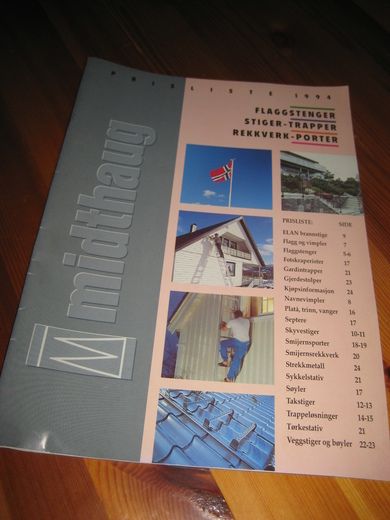 PRISLISTE 1994
FLAGGSTENGER
STIGER-TRAPPER
REKKVERK-PORTER
midthaug
PRISLISTE: SIDE
ELAN brannstige 9
Flagg og vimpler 7
Flaggstenger 5-6
Fotskraperister 17
Gardintrapper 21
Gjerdestolper 23
Kjøpsinformasjon 24
Navnevimpler 8
Platå, trinn, vanger 16
Septere 17
Skyvestiger 10-11
Smijernsporter 18-19
Smijernsrekkverk 20
Strekkmetall 24
Sykkelstativ 21
Søyler 17
Takstiger 12-13
Trappeløsninger 14-15
Tørkestativ 21
Veggstiger og bøyler 22-23